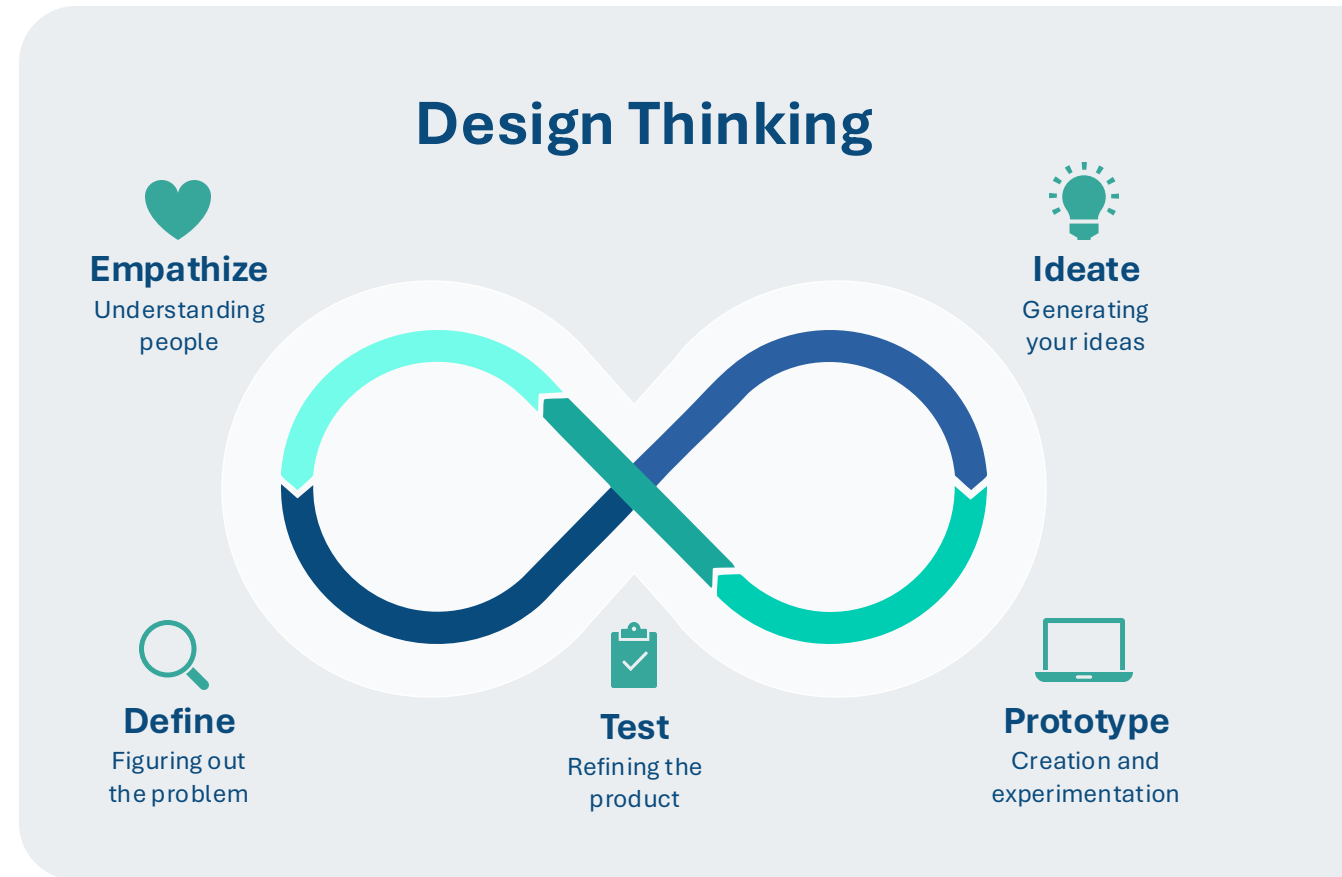 Design Thinking
Empathize
Understanding
people
Ideate
Generating
your ideas
Define
Figuring out
the problem
Test
Refining the
product
Prototype
Creation and
experimentation